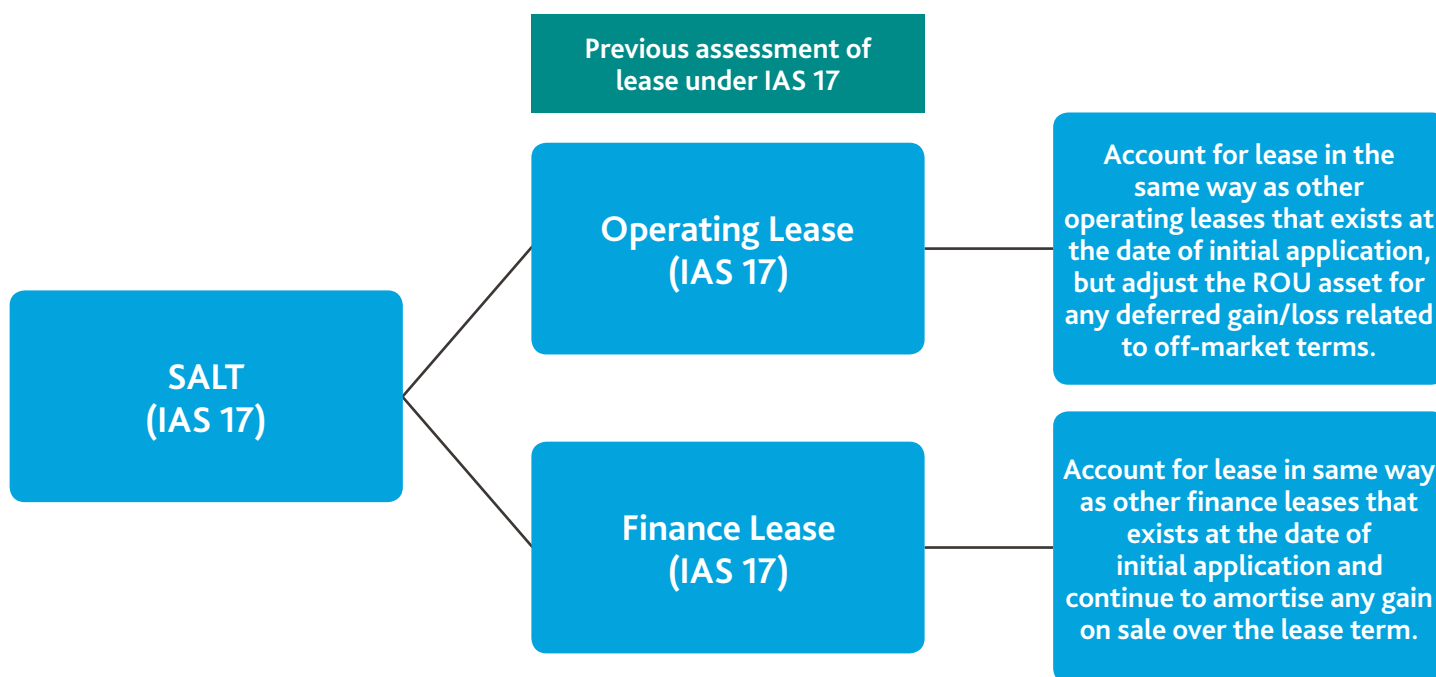 Previous assessment of
lease under IAS 17
SALT
(IAS 17)
Operating Lease
(IAS 17)
Account for lease in the
same way as other
operating leases that exists at
the date of initial application,
but adjust the ROU asset for
any deferred gain/loss related
to off-market terms.
Finance Lease
(IAS 17)
Account for lease in same way
as other finance leases that
exists at the date of
initial application and
continue to amortise any gain
on sale over the lease term.